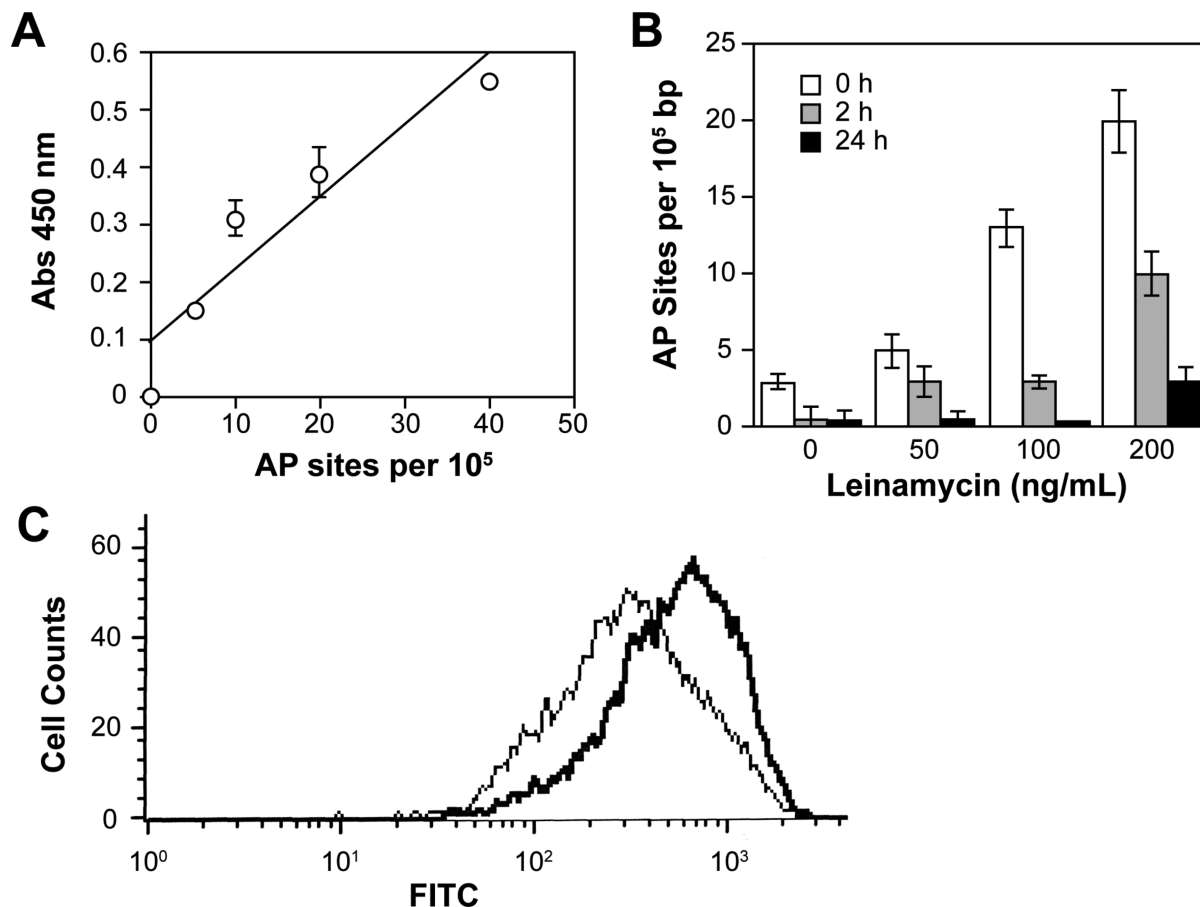 A
0.6
0.5
0.4
0.3
0.2
0.1
0
Abs 450 nm
0 10 20 30 40 50
AP sites per 10⁵
B
25
20
15
10
5
0
AP Sites per 10⁵ bp
0 h
2 h
24 h
0 50 100 200
Leinamycin (ng/mL)
C
60
40
20
0
Cell Counts
10⁰ 10¹ 10² 10³
FITC